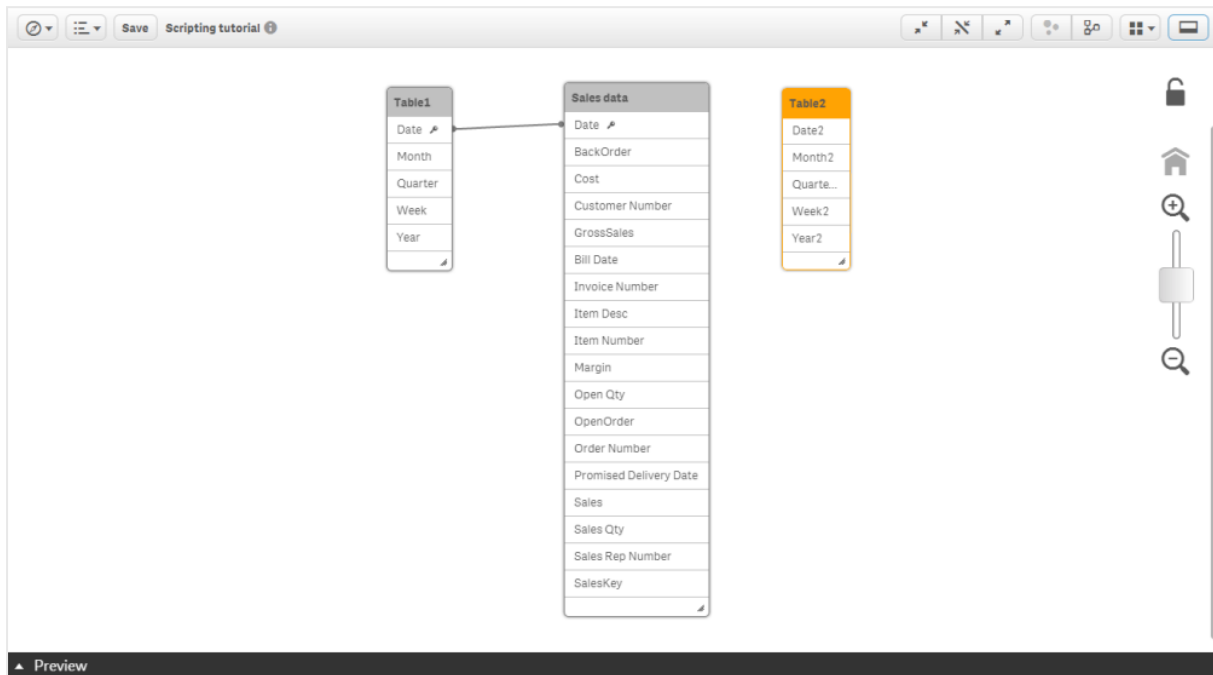 Save
Scripting tutorial
Table1
Date
Month
Quarter
Week
Year
Sales data
Date
BackOrder
Cost
Customer Number
GrossSales
Bill Date
Invoice Number
Item Desc
Item Number
Margin
Open Qty
OpenOrder
Order Number
Promised Delivery Date
Sales
Sales Qty
Sales Rep Number
SalesKey
Table2
Date2
Month2
Quarte...
Week2
Year2
Preview